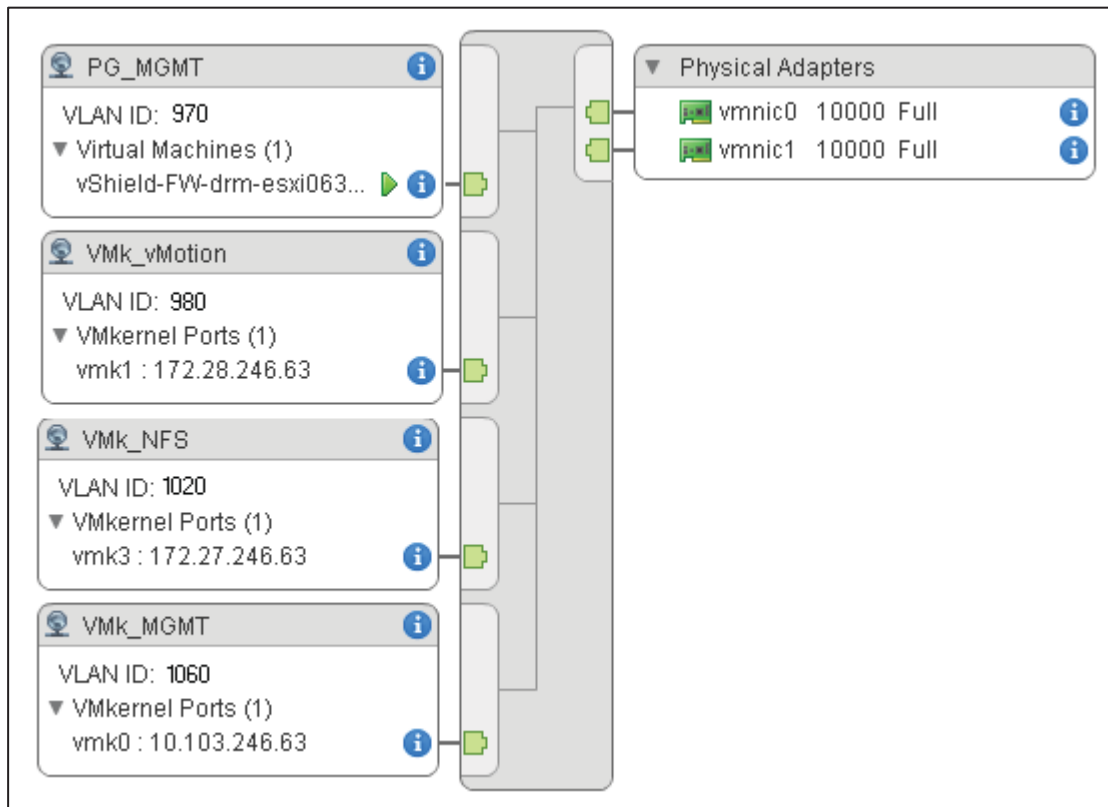 PG_MGMT
VLAN ID: 970
Virtual Machines (1)
vShield-FW-drm-esxi063...
VMk_vMotion
VLAN ID: 980
VMkernel Ports (1)
vmk1 : 172.28.246.63
VMk_NFS
VLAN ID: 1020
VMkernel Ports (1)
vmk3 : 172.27.246.63
VMk_MGMT
VLAN ID: 1060
VMkernel Ports (1)
vmk0 : 10.103.246.63
Physical Adapters
vmnic0 10000 Full
vmnic1 10000 Full